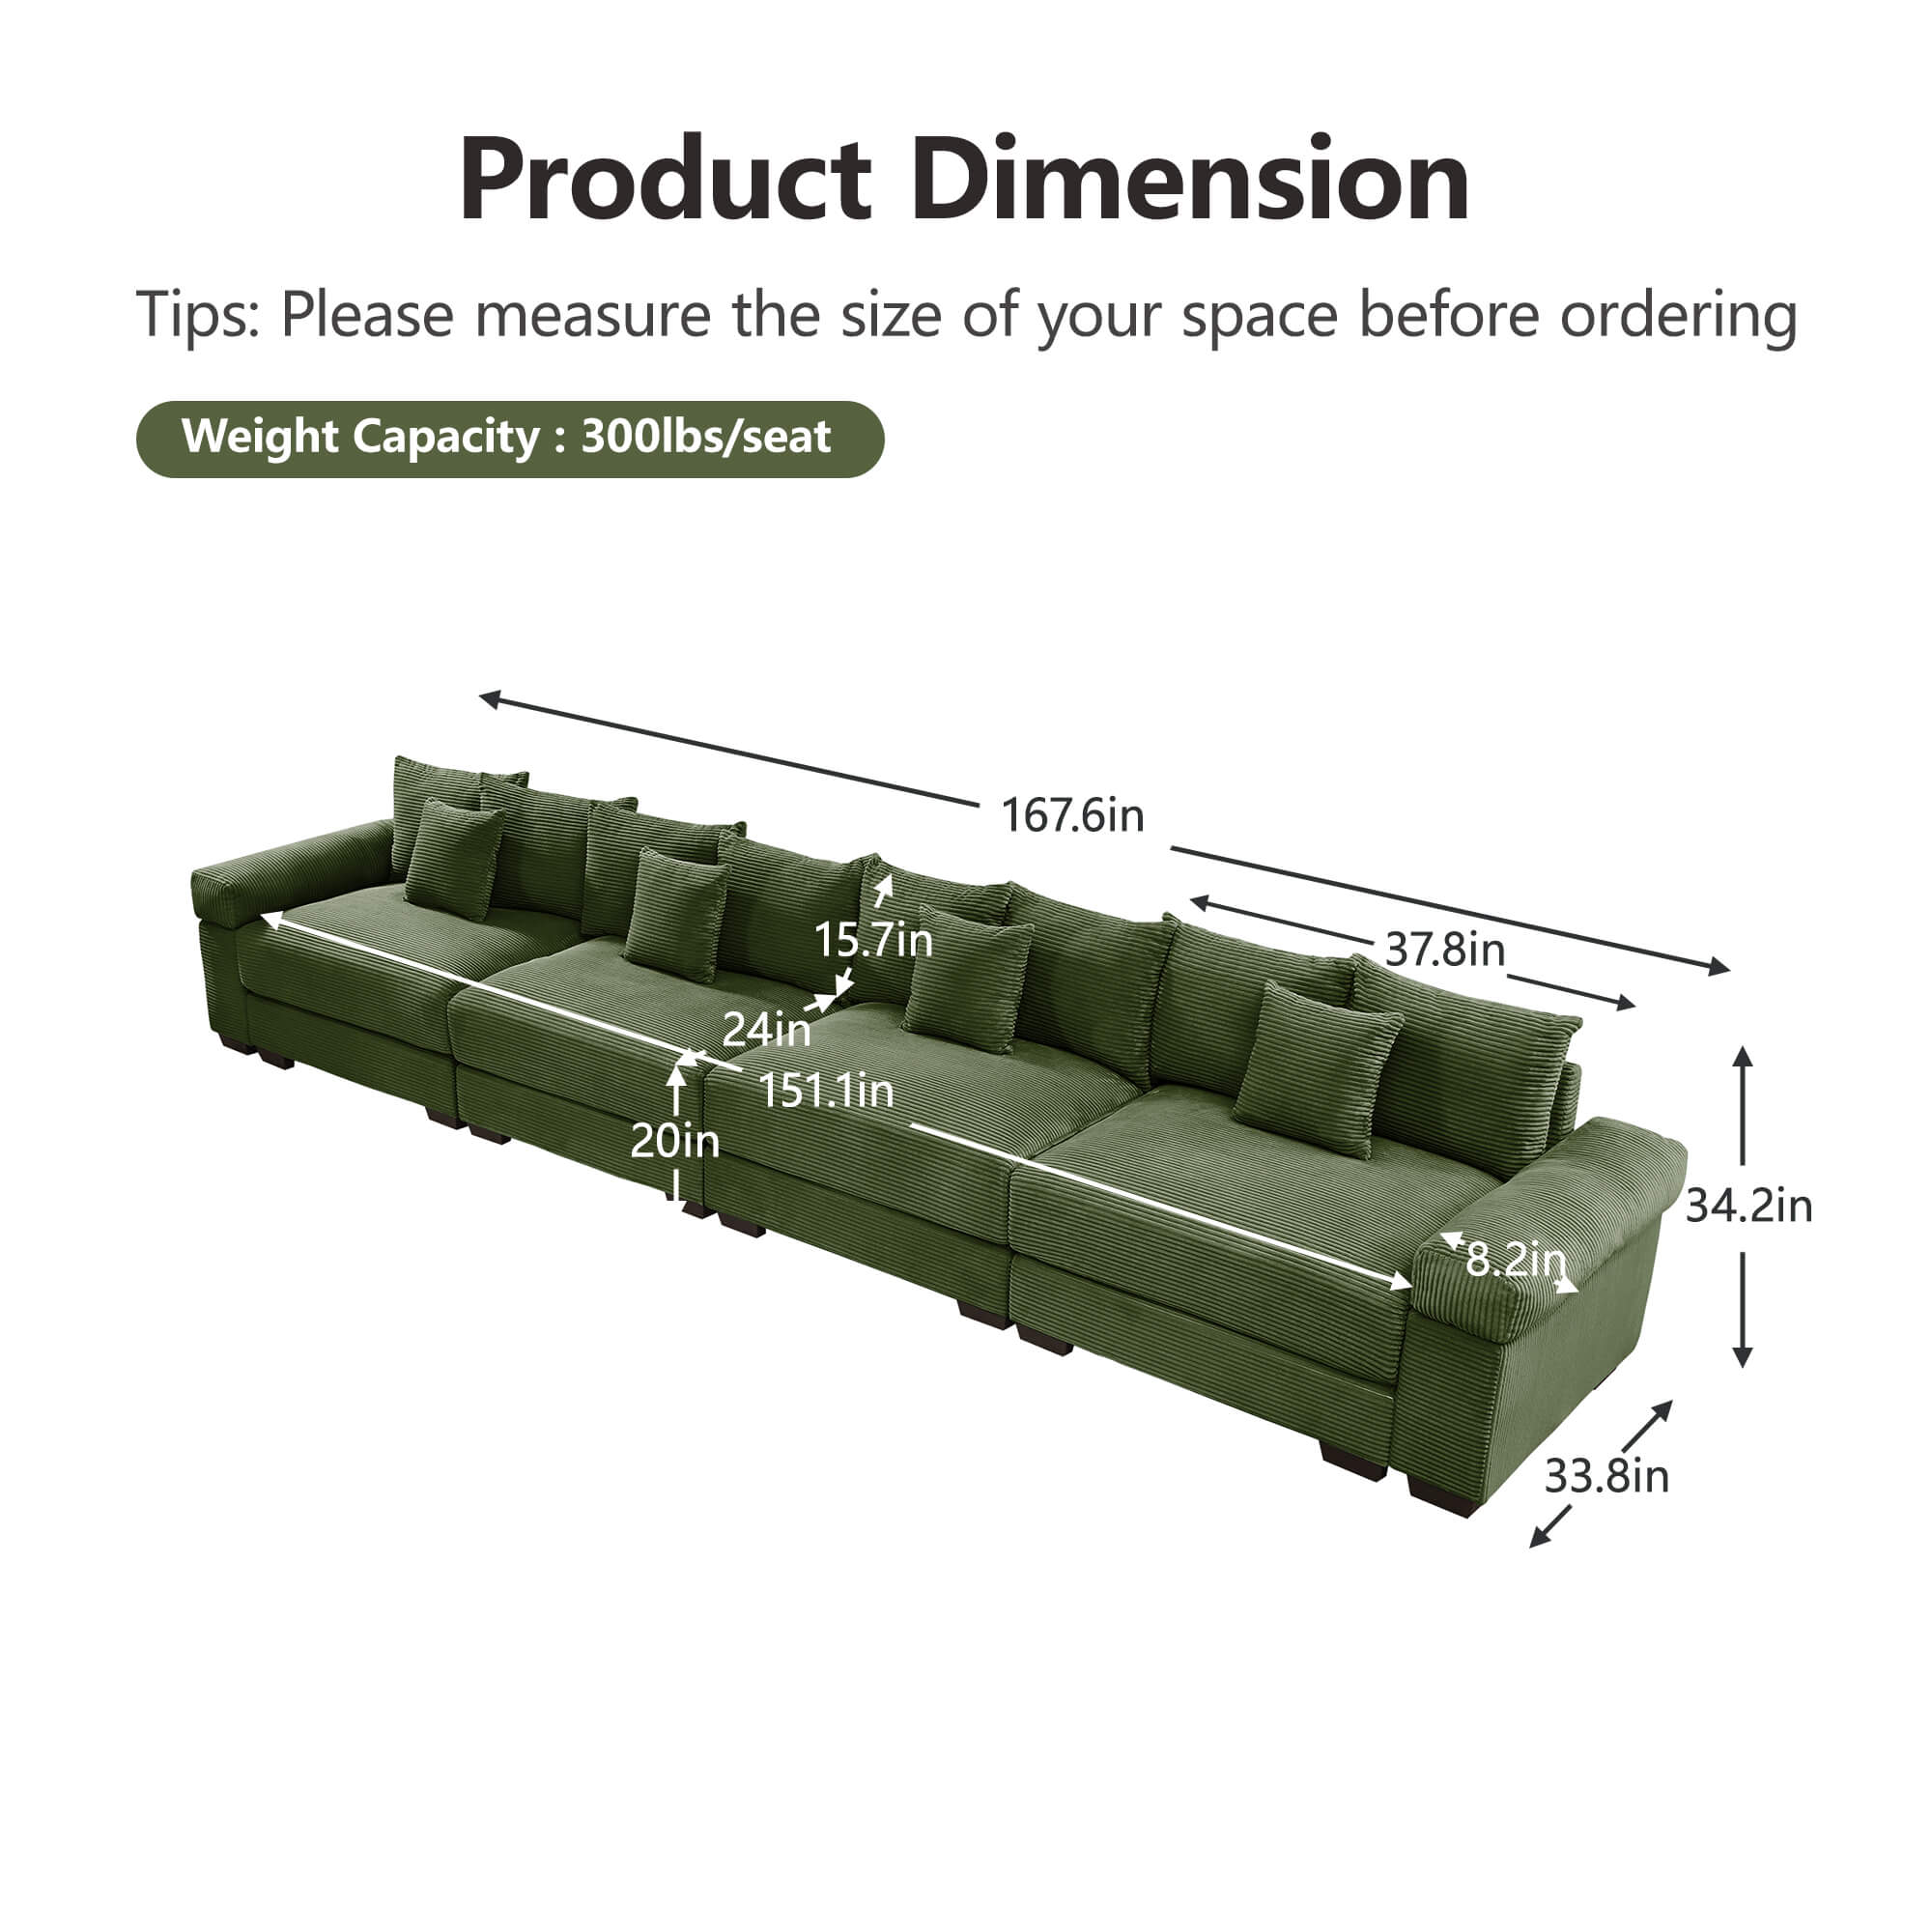 Product Dimension
Tips: Please measure the size of your space before ordering
Weight Capacity : 300lbs/seat
167.6in
37.8in
15.7in
24in
151.1in
20in
34.2in
8.2in
33.8in